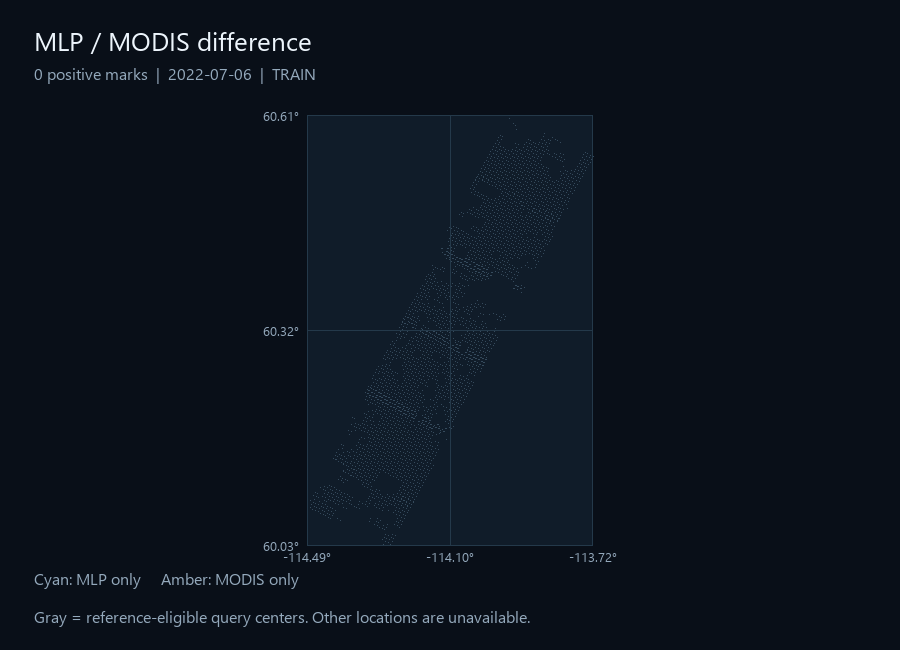 MLP / MODIS difference
0 positive marks | 2022-07-06 | TRAIN
60.61°
60.32°
60.03°
-114.49° -114.10° -113.72°
Cyan: MLP only Amber: MODIS only
Gray = reference-eligible query centers. Other locations are unavailable.